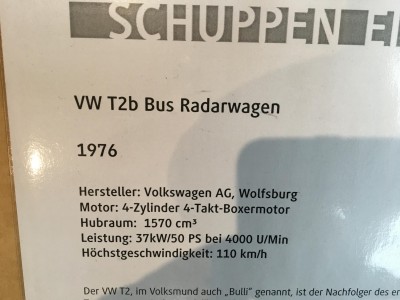 SCHUPPEN
VW T2b Bus Radarwagen
1976
Hersteller: Volkswagen AG, Wolfsburg
Motor: 4-Zylinder 4-Takt-Boxermotor
Hubraum: 1570 cm³
Leistung: 37kW/50 PS bei 4000 U/Min
Höchstgeschwindigkeit: 110 km/h
Der VW T2, im Volksmund auch „Bulli" genannt, ist der Nachfolger des